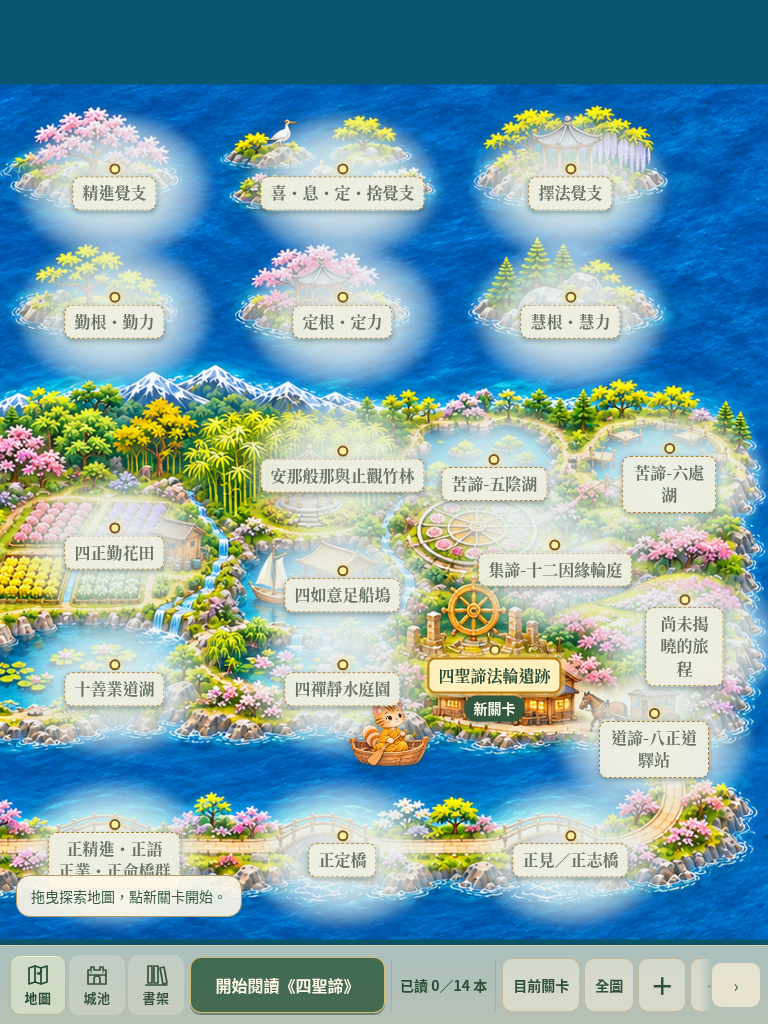 精進覺支
喜・息・定・捨覺支
擇法覺支
勤根・勤力
定根・定力
慧根・慧力
安那般那與止觀竹林
苦諦-五陰湖
苦諦-六處
湖
四正勤花田
集諦-十二因緣輪庭
四如意足船塢
尚未揭
曉的旅
程
十善業道湖
四禪靜水庭園
四聖諦法輪遺跡
新關卡
道諦-八正道
驛站
正精進・正語
正業・正命橋群
正定橋
正見／正志橋
拖曳探索地圖，點新關卡開始。
地圖
城池
書架
開始閱讀《四聖諦》
已讀 0／14 本
目前關卡
全圖
＋
›